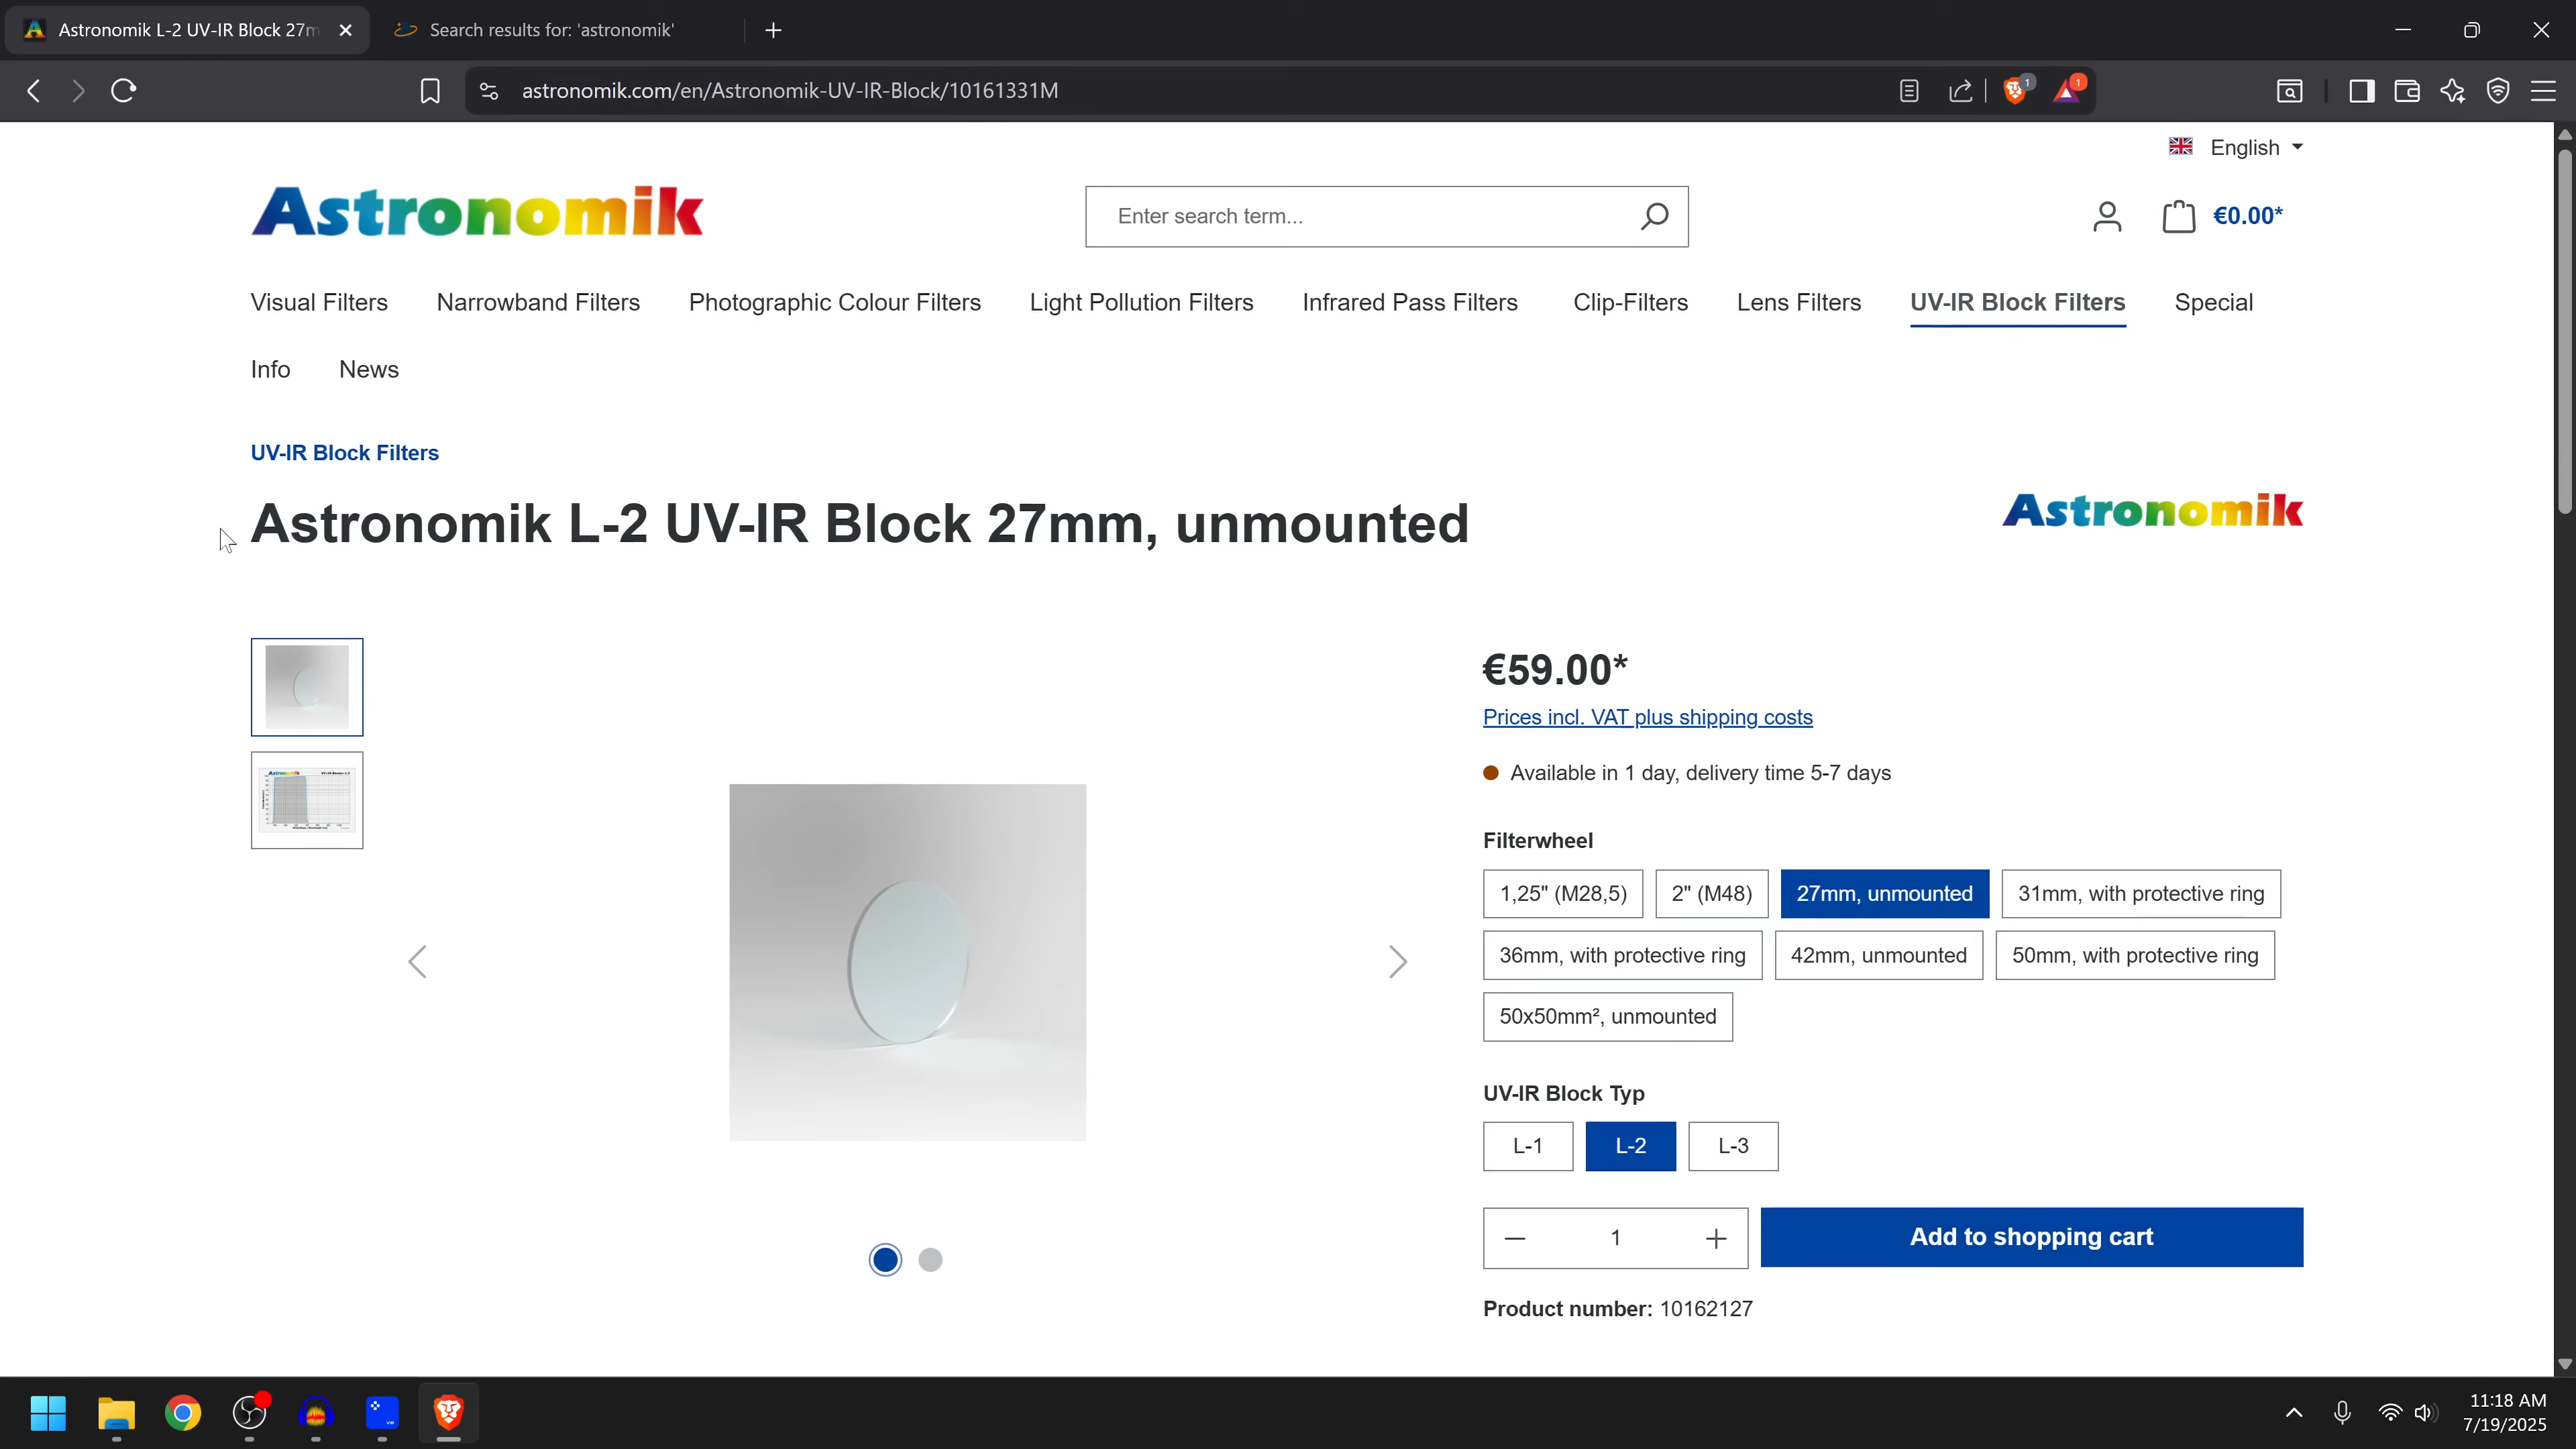 Astronomik L-2 UV-IR Block 27m
Search results for: 'astronomik'
astronomik.com/en/Astronomik-UV-IR-Block/10161331M
1
1
English
Astronomik
Enter search term...
€0.00*
Visual Filters
Narrowband Filters
Photographic Colour Filters
Light Pollution Filters
Infrared Pass Filters
Clip-Filters
Lens Filters
UV-IR Block Filters
Special
Info
News
UV-IR Block Filters
Astronomik L-2 UV-IR Block 27mm, unmounted
Astronomik
€59.00*
Prices incl. VAT plus shipping costs
Available in 1 day, delivery time 5-7 days
Filterwheel
1,25" (M28,5)
2" (M48)
27mm, unmounted
31mm, with protective ring
36mm, with protective ring
42mm, unmounted
50mm, with protective ring
50x50mm², unmounted
UV-IR Block Typ
L-1
L-2
L-3
1
Add to shopping cart
Product number: 10162127
Astronomik
11:18 AM
7/19/2025